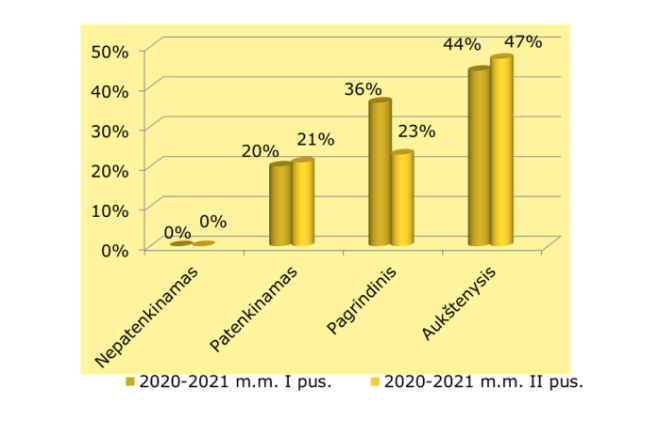 44% 47%
50%
40%
36%
30%
23%
21%
20%
20%
10%
0% 0%
0%
Nepatenkinamas
Patenkinamas
Pagrindinis
Aukštenysis
2020-2021 m.m. I pus. 2020-2021 m.m. II pus.